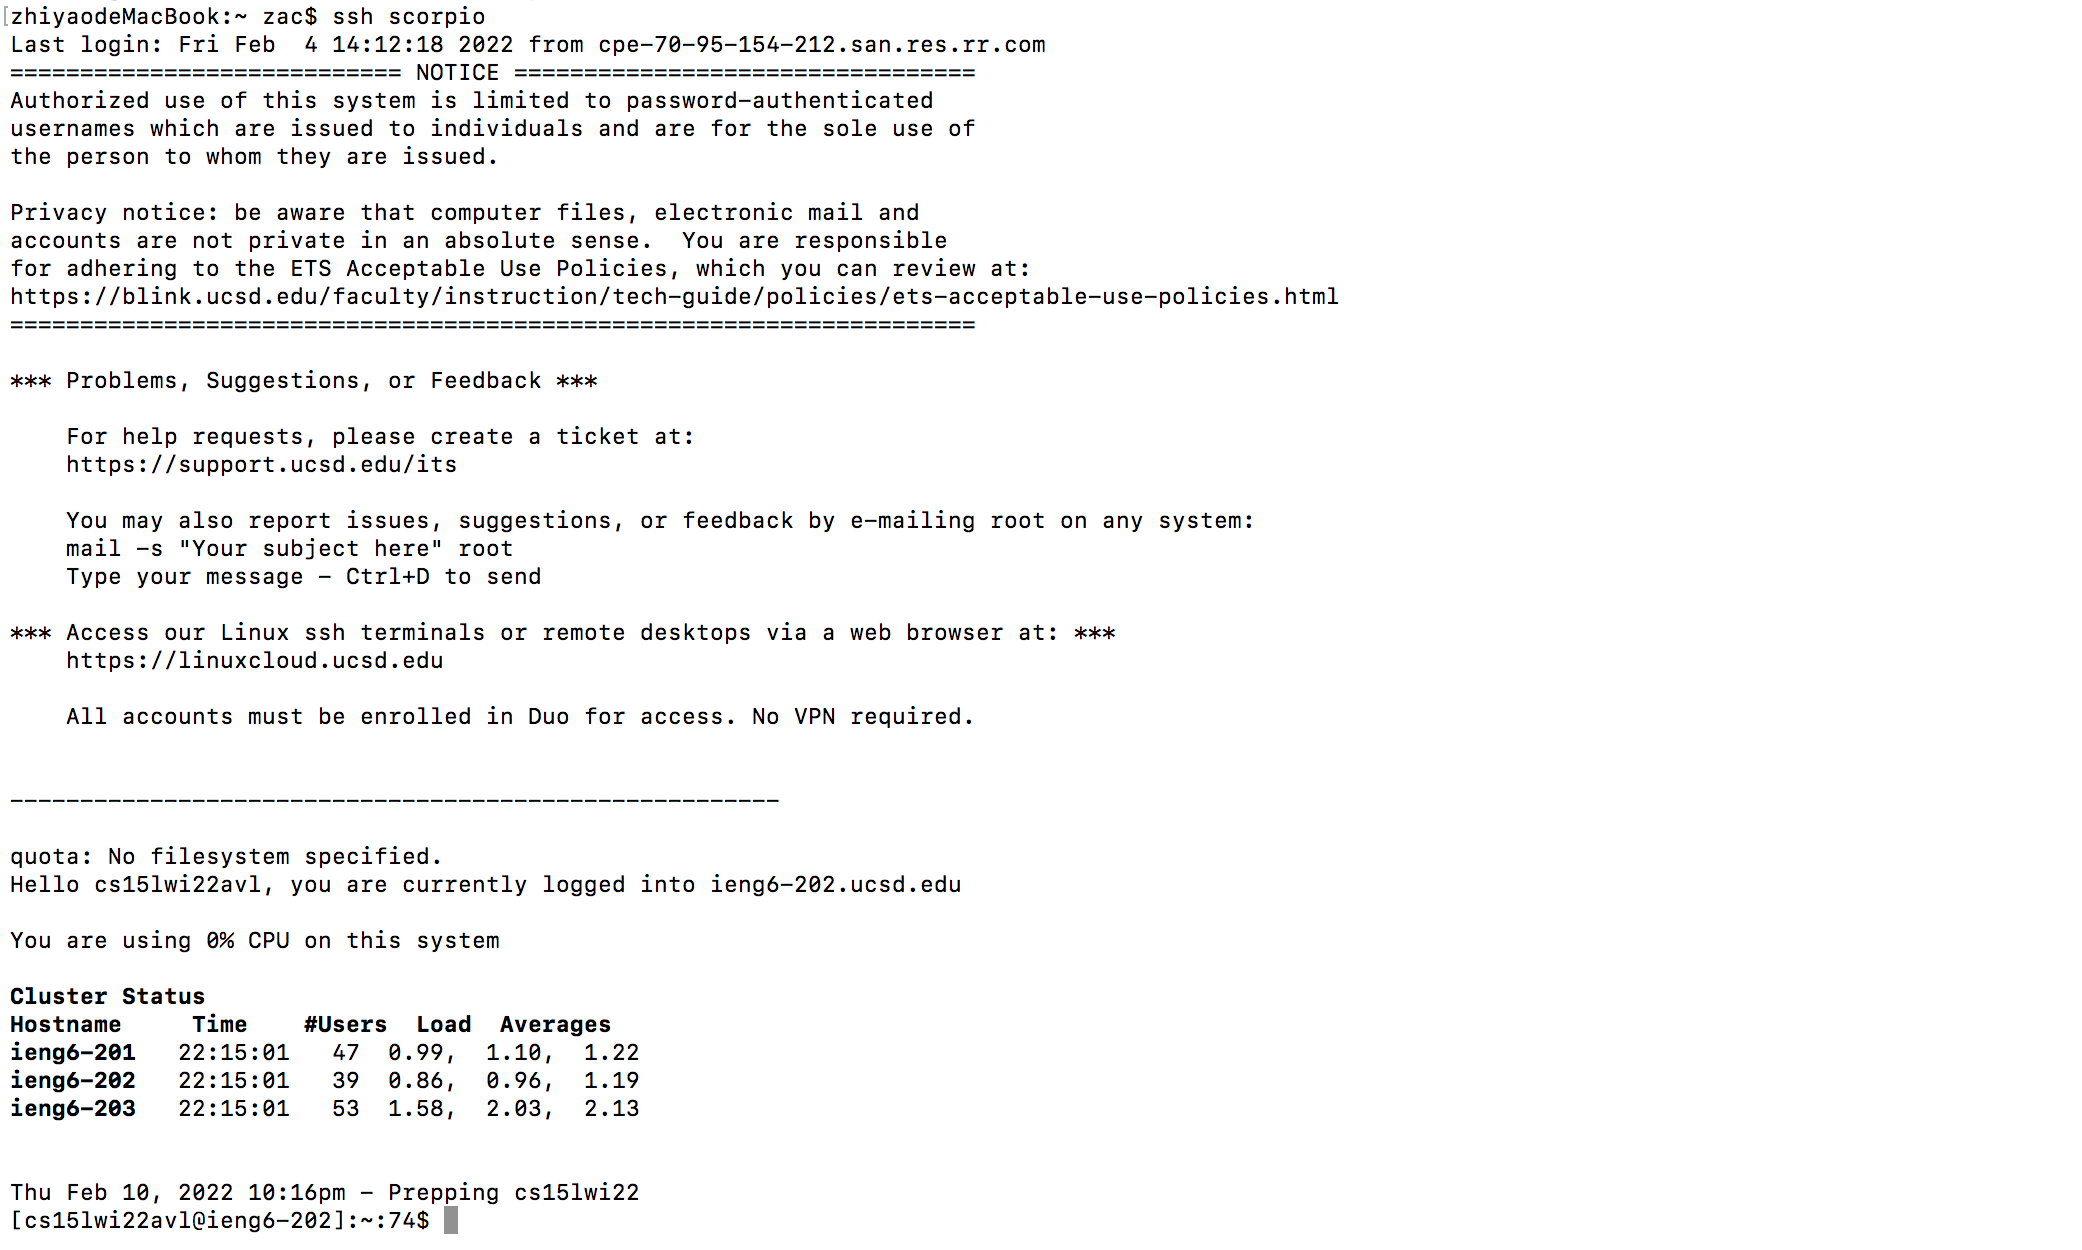 [zhiyaodeMacBook:~ zac$ ssh scorpio
Last login: Fri Feb  4 14:12:18 2022 from cpe-70-95-154-212.san.res.rr.com
============================ NOTICE =================================
Authorized use of this system is limited to password-authenticated
usernames which are issued to individuals and are for the sole use of
the person to whom they are issued.

Privacy notice: be aware that computer files, electronic mail and
accounts are not private in an absolute sense.  You are responsible
for adhering to the ETS Acceptable Use Policies, which you can review at:
https://blink.ucsd.edu/faculty/instruction/tech-guide/policies/ets-acceptable-use-policies.html
=====================================================================

*** Problems, Suggestions, or Feedback ***

    For help requests, please create a ticket at:
    https://support.ucsd.edu/its

    You may also report issues, suggestions, or feedback by e-mailing root on any system:
    mail -s "Your subject here" root
    Type your message - Ctrl+D to send

*** Access our Linux ssh terminals or remote desktops via a web browser at: ***
    https://linuxcloud.ucsd.edu

    All accounts must be enrolled in Duo for access. No VPN required.


-------------------------------------------------------

quota: No filesystem specified.
Hello cs15lwi22avl, you are currently logged into ieng6-202.ucsd.edu

You are using 0% CPU on this system

Cluster Status
Hostname     Time    #Users  Load  Averages
ieng6-201   22:15:01   47  0.99,  1.10,  1.22
ieng6-202   22:15:01   39  0.86,  0.96,  1.19
ieng6-203   22:15:01   53  1.58,  2.03,  2.13


Thu Feb 10, 2022 10:16pm - Prepping cs15lwi22
[cs15lwi22avl@ieng6-202]:~:74$